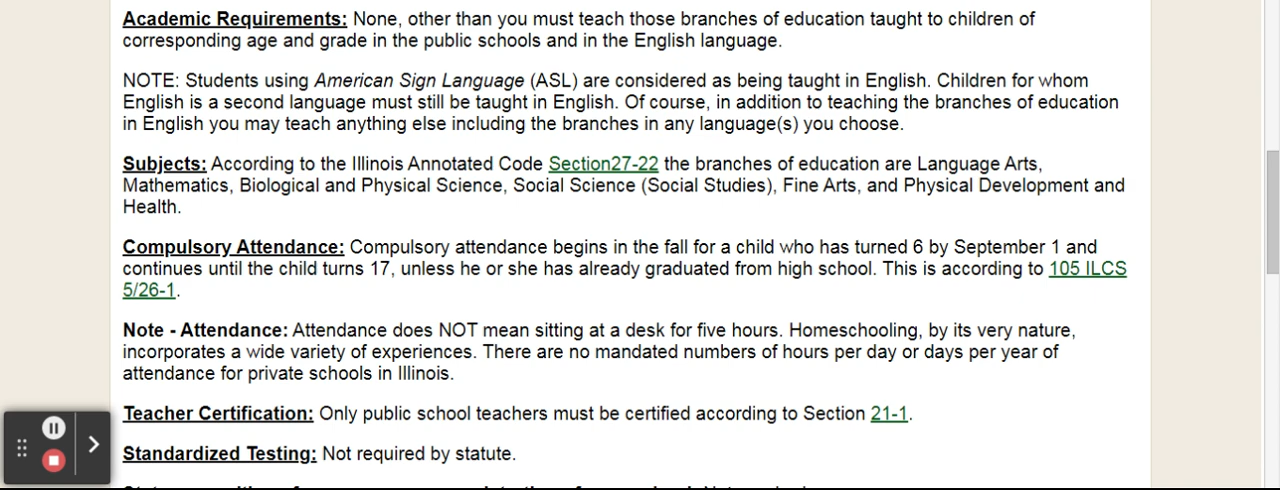 Academic Requirements: None, other than you must teach those branches of education taught to children of
corresponding age and grade in the public schools and in the English language.
NOTE: Students using American Sign Language (ASL) are considered as being taught in English. Children for whom
English is a second language must still be taught in English. Of course, in addition to teaching the branches of education
in English you may teach anything else including the branches in any language(s) you choose.
Subjects: According to the Illinois Annotated Code Section27-22 the branches of education are Language Arts,
Mathematics, Biological and Physical Science, Social Science (Social Studies), Fine Arts, and Physical Development and
Health.
Compulsory Attendance: Compulsory attendance begins in the fall for a child who has turned 6 by September 1 and
continues until the child turns 17, unless he or she has already graduated from high school. This is according to 105 ILCS
5/26-1.
Note - Attendance: Attendance does NOT mean sitting at a desk for five hours. Homeschooling, by its very nature,
incorporates a wide variety of experiences. There are no mandated numbers of hours per day or days per year of
attendance for private schools in Illinois.
Teacher Certification: Only public school teachers must be certified according to Section 21-1.
Standardized Testing: Not required by statute.